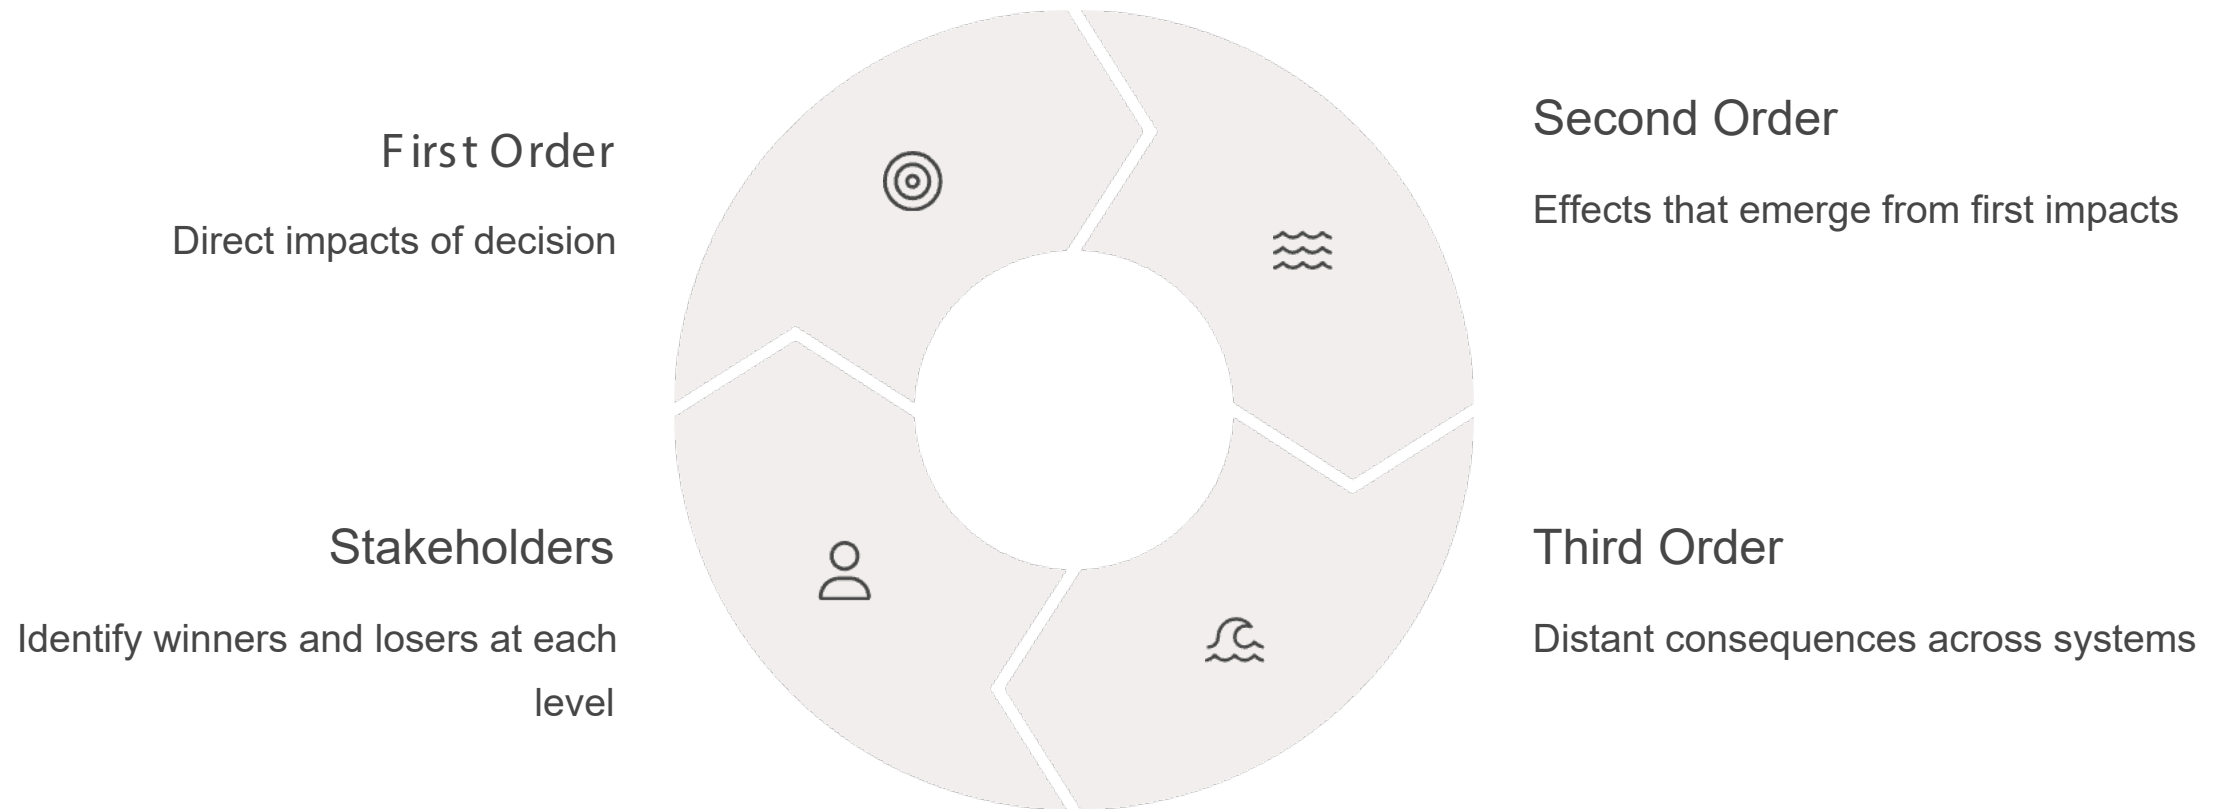 First Order
Direct impacts of decision
Second Order
Effects that emerge from first impacts
Third Order
Distant consequences across systems
Stakeholders
Identify winners and losers at each
level